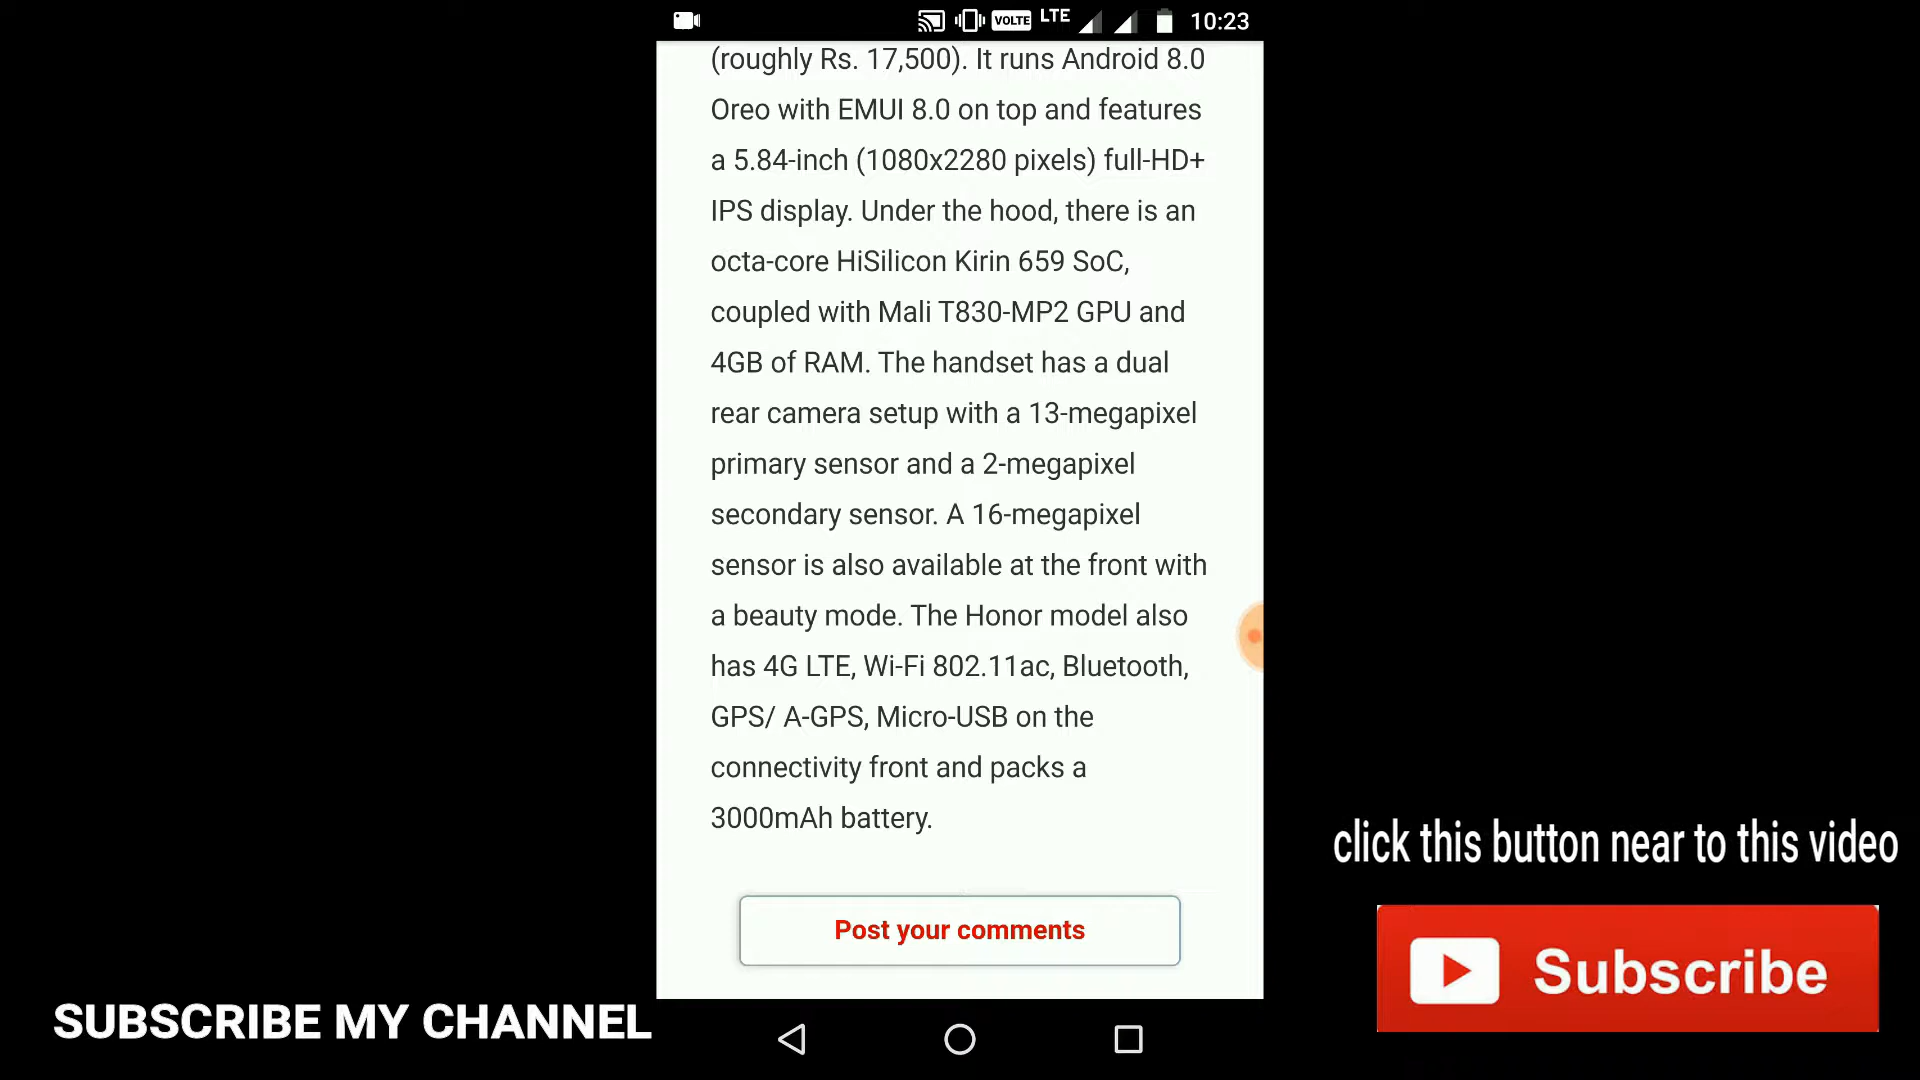 VOLTE LTE 10:23
(roughly Rs. 17,500). It runs Android 8.0
Oreo with EMUI 8.0 on top and features
a 5.84-inch (1080x2280 pixels) full-HD+
IPS display. Under the hood, there is an
octa-core HiSilicon Kirin 659 SoC,
coupled with Mali T830-MP2 GPU and
4GB of RAM. The handset has a dual
rear camera setup with a 13-megapixel
primary sensor and a 2-megapixel
secondary sensor. A 16-megapixel
sensor is also available at the front with
a beauty mode. The Honor model also
has 4G LTE, Wi-Fi 802.11ac, Bluetooth,
GPS/ A-GPS, Micro-USB on the
connectivity front and packs a
3000mAh battery.
Post your comments
click this button near to this video
Subscribe
SUBSCRIBE MY CHANNEL